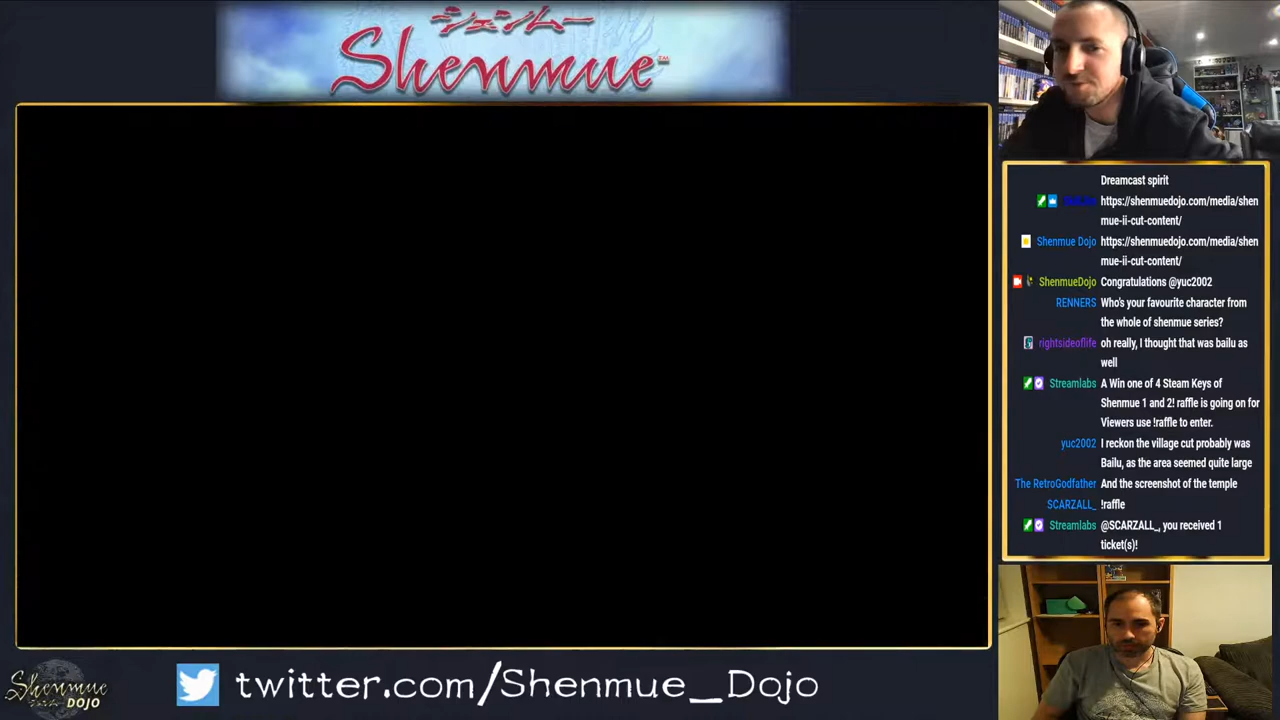 シェンムー
Shenmue™
Dreamcast spirit
https://shenmuedojo.com/media/shen
mue-ii-cut-content/
Shenmue Dojo https://shenmuedojo.com/media/shen
mue-ii-cut-content/
ShenmueDojo Congratulations @yuc2002
RENNERS Who's your favourite character from
the whole of shenmue series?
rightsideoflife oh really, I thought that was bailu as
well
Streamlabs A Win one of 4 Steam Keys of
Shenmue 1 and 2! raffle is going on for
Viewers use !raffle to enter.
yuc2002 I reckon the village cut probably was
Bailu, as the area seemed quite large
The RetroGodfather And the screenshot of the temple
SCARZALL_ !raffle
Streamlabs @SCARZALL_, you received 1
ticket(s)!
Shenmue
DOJO
twitter.com/Shenmue_Dojo